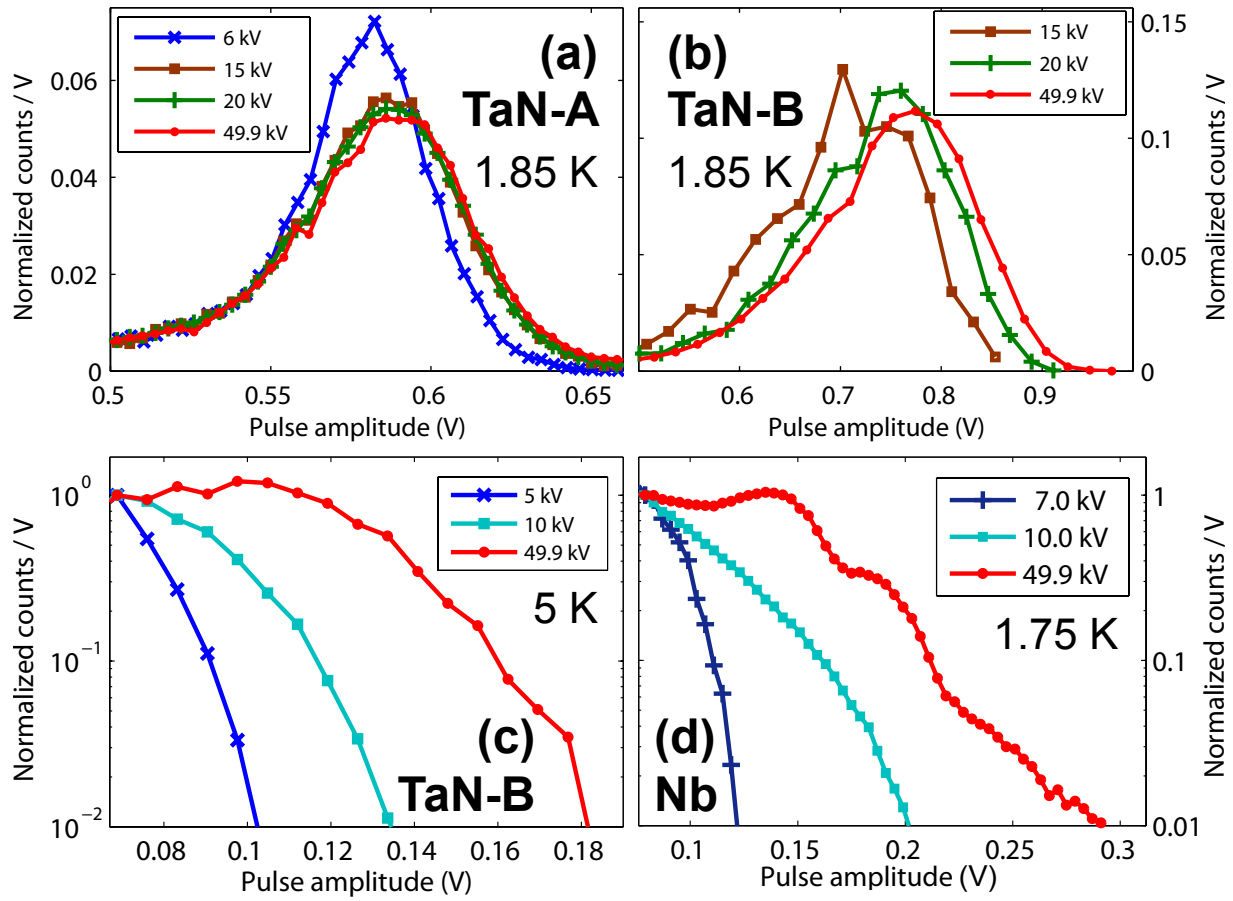 6 kV
15 kV
20 kV
49.9 kV
(a)
TaN-A
1.85 K
Normalized counts / V
0.06
0.04
0.02
0
0.5
0.55
0.6
0.65
Pulse amplitude (V)
15 kV
20 kV
49.9 kV
(b)
TaN-B
1.85 K
0.15
0.1
0.05
0
Normalized counts / V
0.6
0.7
0.8
0.9
Pulse amplitude (V)
5 kV
10 kV
49.9 kV
5 K
(c)
TaN-B
Normalized counts / V
10⁰
10⁻¹
10⁻²
0.08
0.1
0.12
0.14
0.16
0.18
Pulse amplitude (V)
7.0 kV
10.0 kV
49.9 kV
1.75 K
(d)
Nb
1
0.1
0.01
Normalized counts / V
0.1
0.15
0.2
0.25
0.3
Pulse amplitude (V)